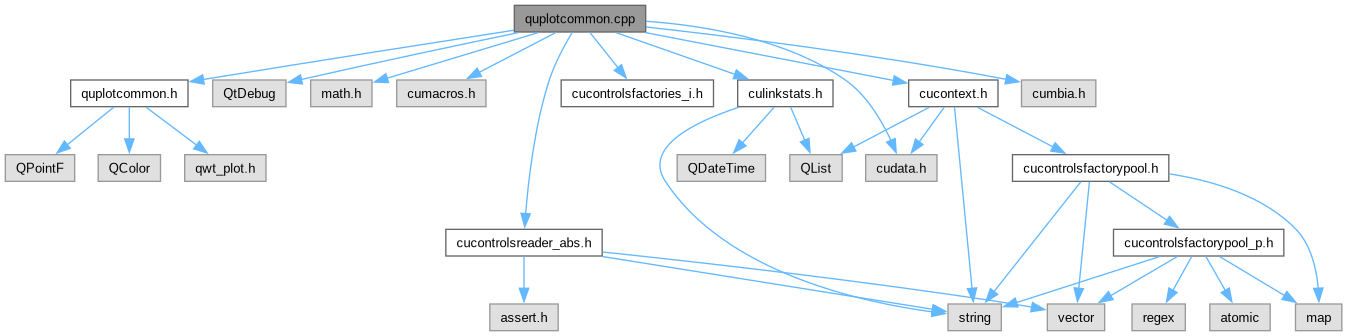 quplotcommon.cpp
quplotcommon.h
QtDebug
math.h
cumacros.h
cucontrolsfactories_i.h
culinkstats.h
cucontext.h
cumbia.h
QPointF
QColor
qwt_plot.h
QDateTime
QList
cudata.h
cucontrolsfactorypool.h
cucontrolsreader_abs.h
cucontrolsfactorypool_p.h
assert.h
string
vector
regex
atomic
map